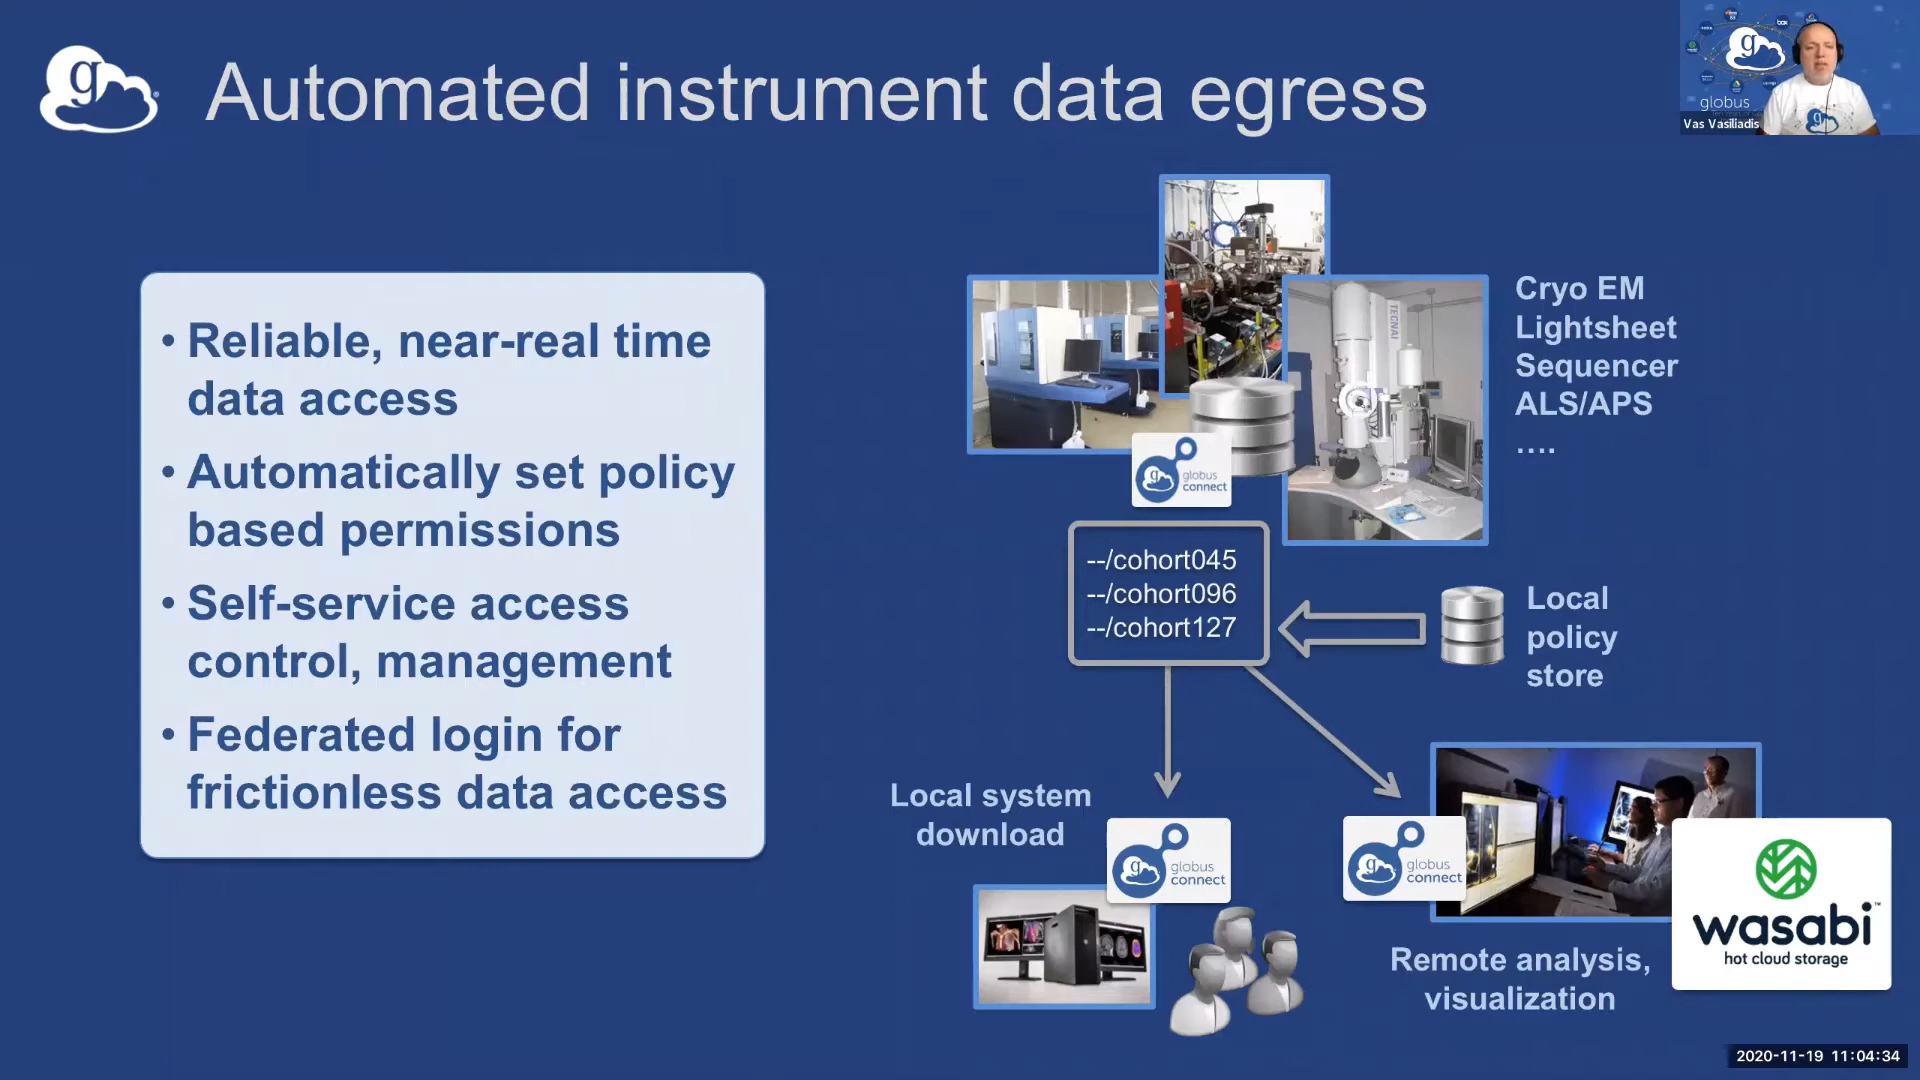 g
Automated instrument data egress
box
g
globus
Vas Vasiliadis
• Reliable, near-real time
data access
• Automatically set policy
based permissions
• Self-service access
control, management
• Federated login for
frictionless data access
TECNAI
Cryo EM
Lightsheet
Sequencer
ALS/APS
....
g globus
connect
--/cohort045
--/cohort096
--/cohort127
Local
policy
store
Local system
download
g globus
connect
g globus
connect
wasabi™
hot cloud storage
Remote analysis,
visualization
2020-11-19 11:04:34